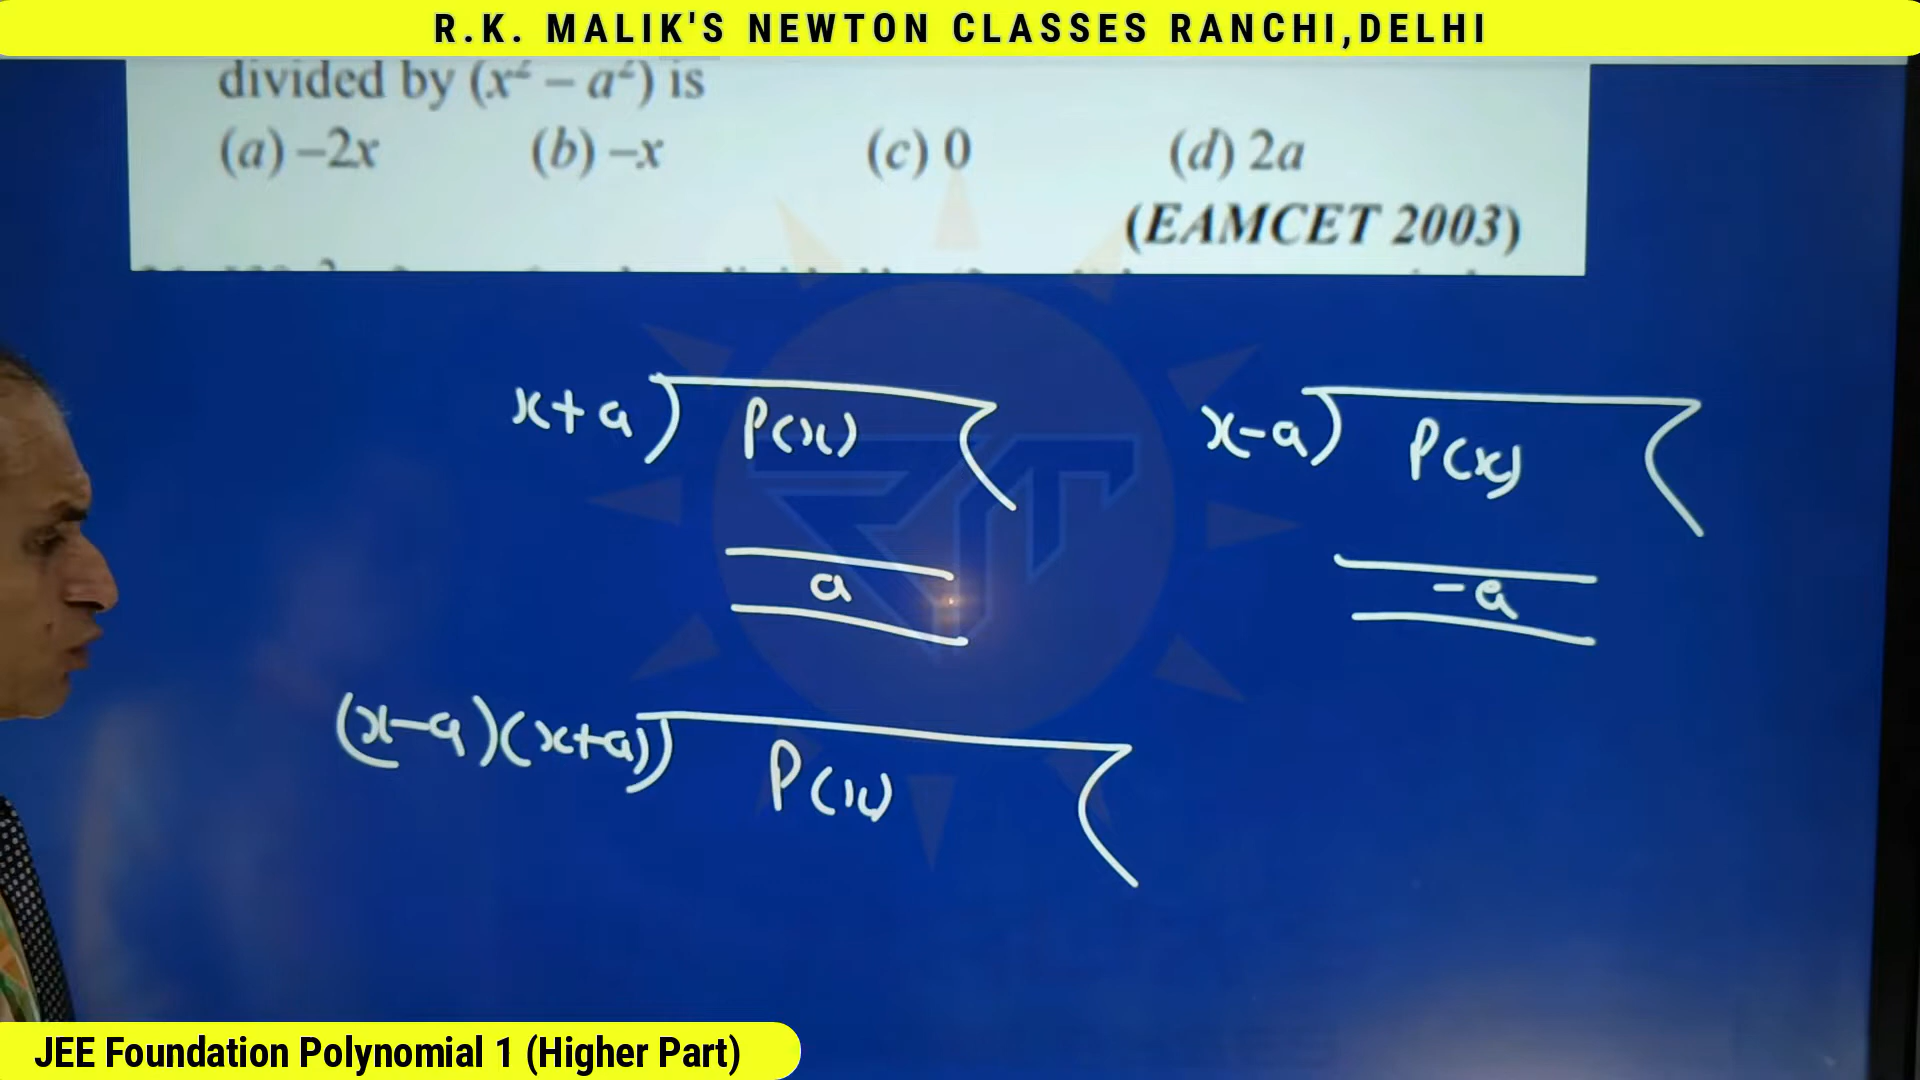 R.K. MALIK'S NEWTON CLASSES RANCHI,DELHI
divided by (x² – a²) is
(a) –2x (b) –x (c) 0 (d) 2a
(EAMCET 2003)
x+a) P(x)
a
x-a) P(x)
-a
(x-a)(x+a)) P(x)
JEE Foundation Polynomial 1 (Higher Part)